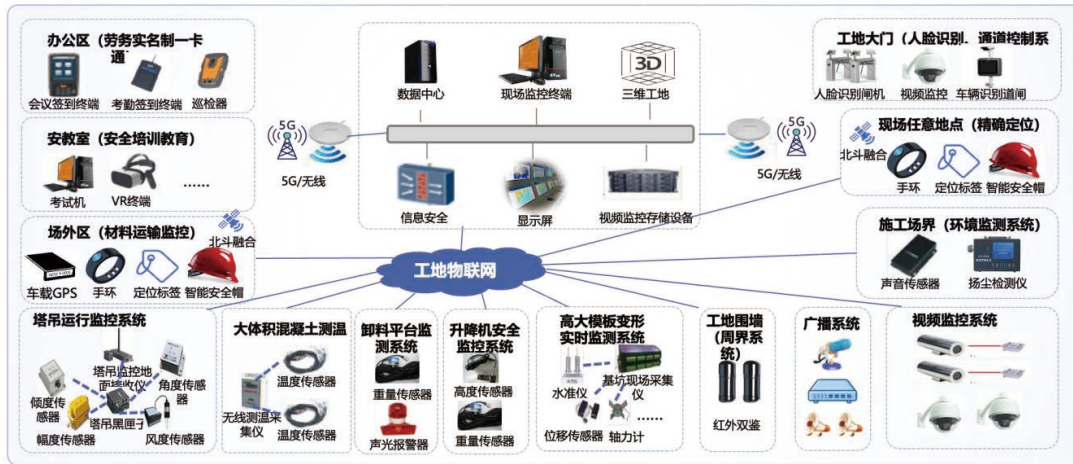 办公区（劳务实名制一卡
通）
会议签到终端
考勤签到终端
巡检器
安教室（安全培训教育）
考试机
VR终端
......
场外区（材料运输监控）
北斗融合
车载GPS
手环
定位标签
智能安全帽
数据中心
现场监控终端
3D
三维工地
5G
5G/无线
5G
5G/无线
信息安全
显示屏
视频监控存储设备
工地物联网
工地大门（人脸识别、通道控制系
人脸识别闸机
视频监控
车辆识别道闸
现场任意地点（精确定位）
北斗融合
手环
定位标签
智能安全帽
施工场界（环境监测系统）
声音传感器
扬尘检测仪
塔吊运行监控系统
塔吊监控地
面接收仪
角度传感
器
倾度传
感器
塔吊黑匣子
幅度传感器
风度传感器
大体积混凝土测温
温度传感器
无线测温采
集仪
温度传感器
卸料平台监
测系统
重量传感器
声光报警器
升降机安全
监控系统
高度传感器
重量传感器
高大模板变形
实时监测系统
水准仪
基坑现场采集
仪
位移传感器
轴力计
......
工地围墙
（周界系
统）
红外双鉴
广播系统
视频监控系统